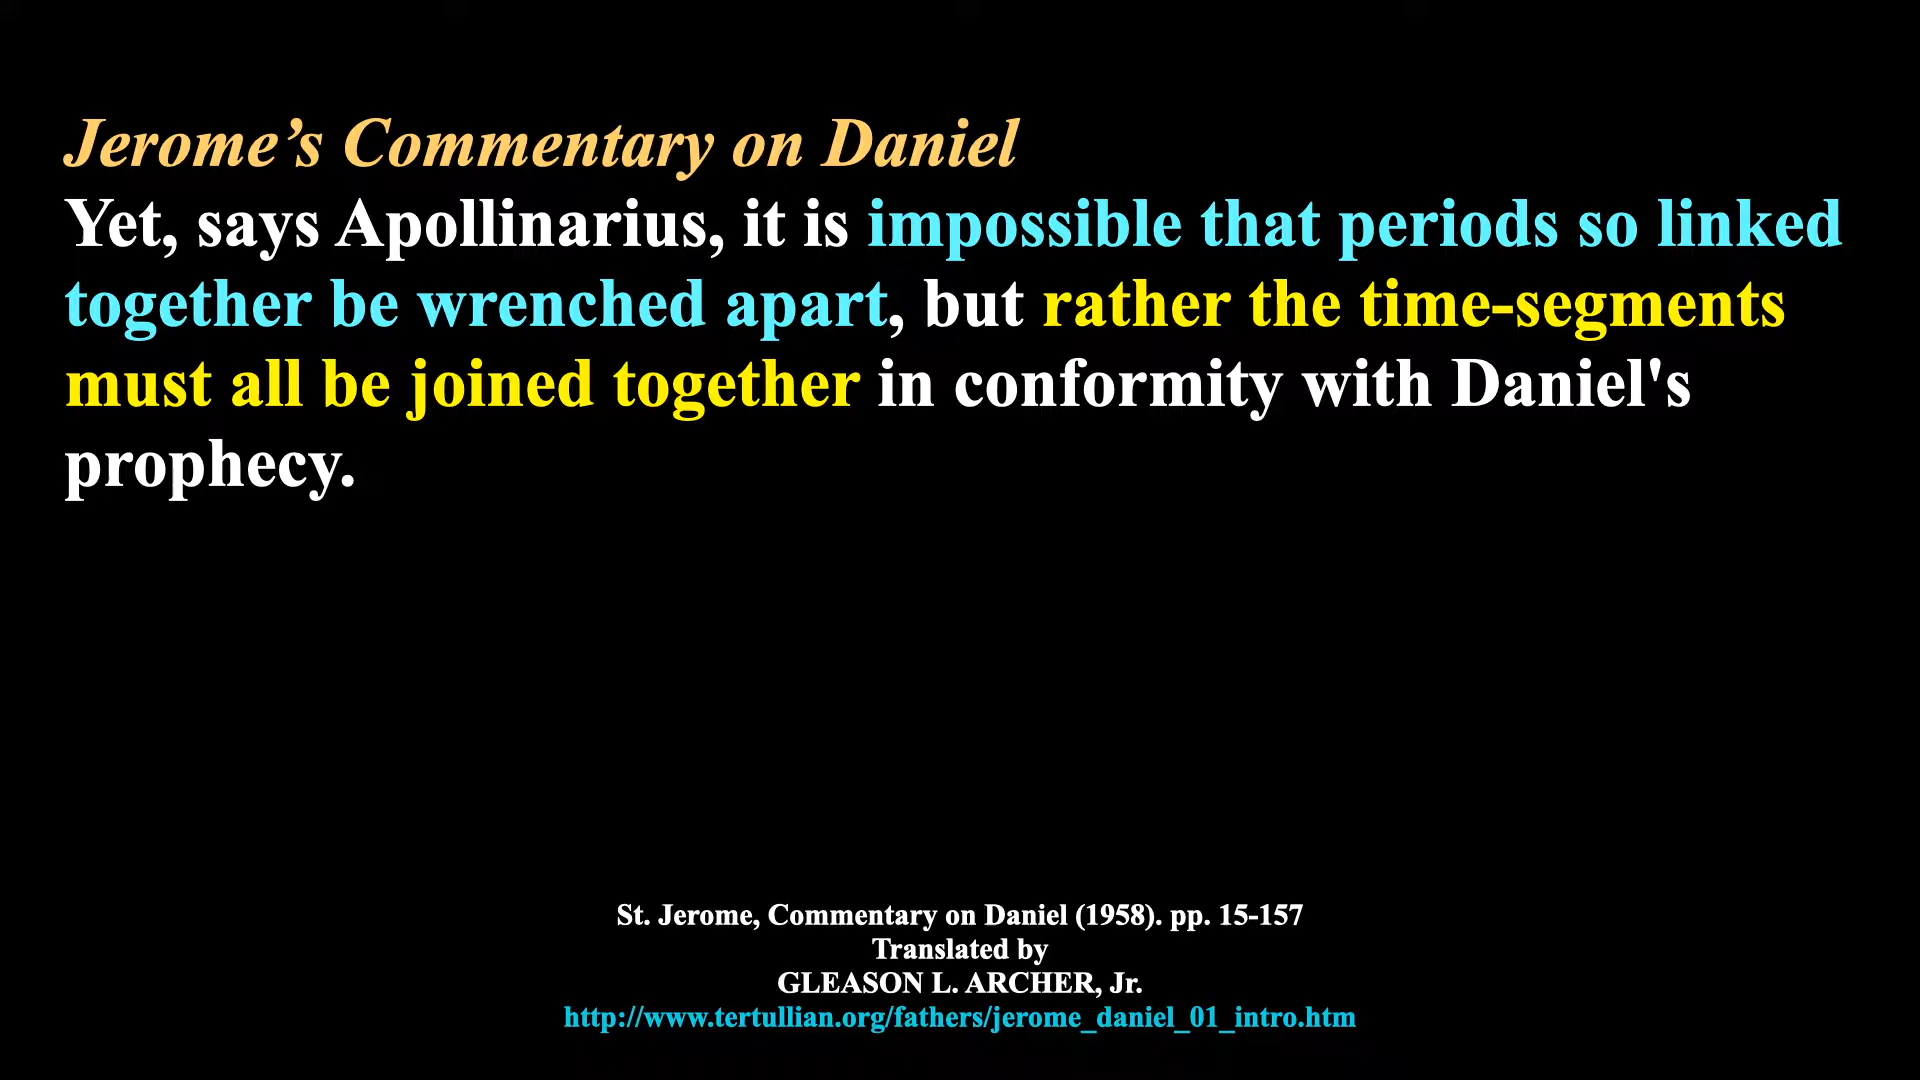 Jerome’s Commentary on Daniel
Yet, says Apollinarius, it is impossible that periods so linked
together be wrenched apart, but rather the time-segments
must all be joined together in conformity with Daniel's
prophecy.
St. Jerome, Commentary on Daniel (1958). pp. 15-157
Translated by
GLEASON L. ARCHER, Jr.
http://www.tertullian.org/fathers/jerome_daniel_01_intro.htm